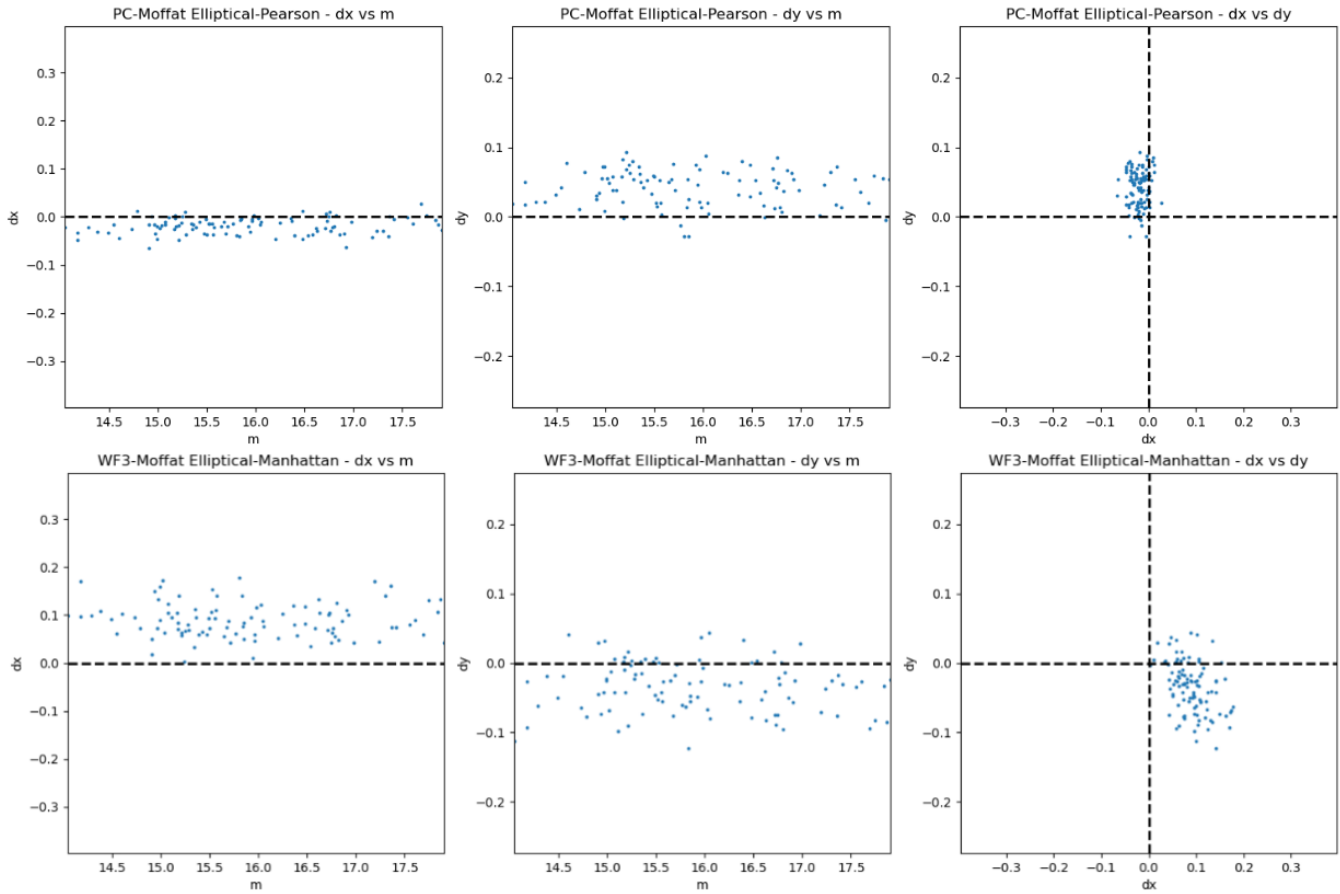 PC-Moffat Elliptical-Pearson - dx vs m
0.3
0.2
0.1
0.0
−0.1
−0.2
−0.3
dx
14.5 15.0 15.5 16.0 16.5 17.0 17.5
m
PC-Moffat Elliptical-Pearson - dy vs m
0.2
0.1
0.0
−0.1
−0.2
dy
14.5 15.0 15.5 16.0 16.5 17.0 17.5
m
PC-Moffat Elliptical-Pearson - dx vs dy
0.2
0.1
0.0
−0.1
−0.2
dy
−0.3 −0.2 −0.1 0.0 0.1 0.2 0.3
dx
WF3-Moffat Elliptical-Manhattan - dx vs m
0.3
0.2
0.1
0.0
−0.1
−0.2
−0.3
dx
14.5 15.0 15.5 16.0 16.5 17.0 17.5
m
WF3-Moffat Elliptical-Manhattan - dy vs m
0.2
0.1
0.0
−0.1
−0.2
dy
14.5 15.0 15.5 16.0 16.5 17.0 17.5
m
WF3-Moffat Elliptical-Manhattan - dx vs dy
0.2
0.1
0.0
−0.1
−0.2
dy
−0.3 −0.2 −0.1 0.0 0.1 0.2 0.3
dx